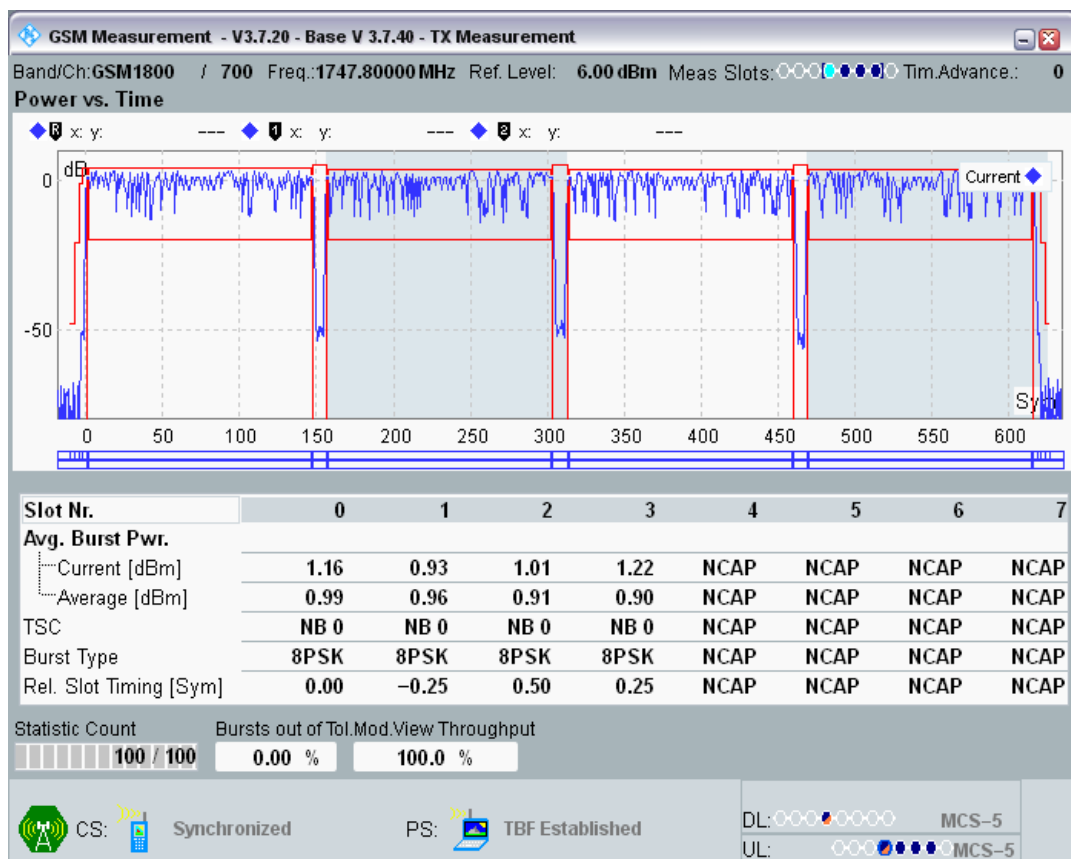 GSM Measurement - V3.7.20 - Base V 3.7.40 - TX Measurement
Band/Ch: GSM1800 / 700 Freq.: 1747.80000 MHz Ref. Level: 6.00 dBm Meas Slots: Tim.Advance.: 0
Power vs. Time
R x: y: --- 1 x: y: --- 2 x: y: ---
dB
Current
0
-50
Sym
0 50 100 150 200 250 300 350 400 450 500 550 600
Slot Nr. 0 1 2 3 4 5 6 7
Avg. Burst Pwr.
Current [dBm] 1.16 0.93 1.01 1.22 NCAP NCAP NCAP NCAP
Average [dBm] 0.99 0.96 0.91 0.90 NCAP NCAP NCAP NCAP
TSC NB 0 NB 0 NB 0 NB 0 NCAP NCAP NCAP NCAP
Burst Type 8PSK 8PSK 8PSK 8PSK NCAP NCAP NCAP NCAP
Rel. Slot Timing [Sym] 0.00 −0.25 0.50 0.25 NCAP NCAP NCAP NCAP
Statistic Count Bursts out of Tol. Mod.View Throughput
100 / 100 0.00 % 100.0 %
CS: Synchronized PS: TBF Established
DL: MCS−5
UL: MCS−5